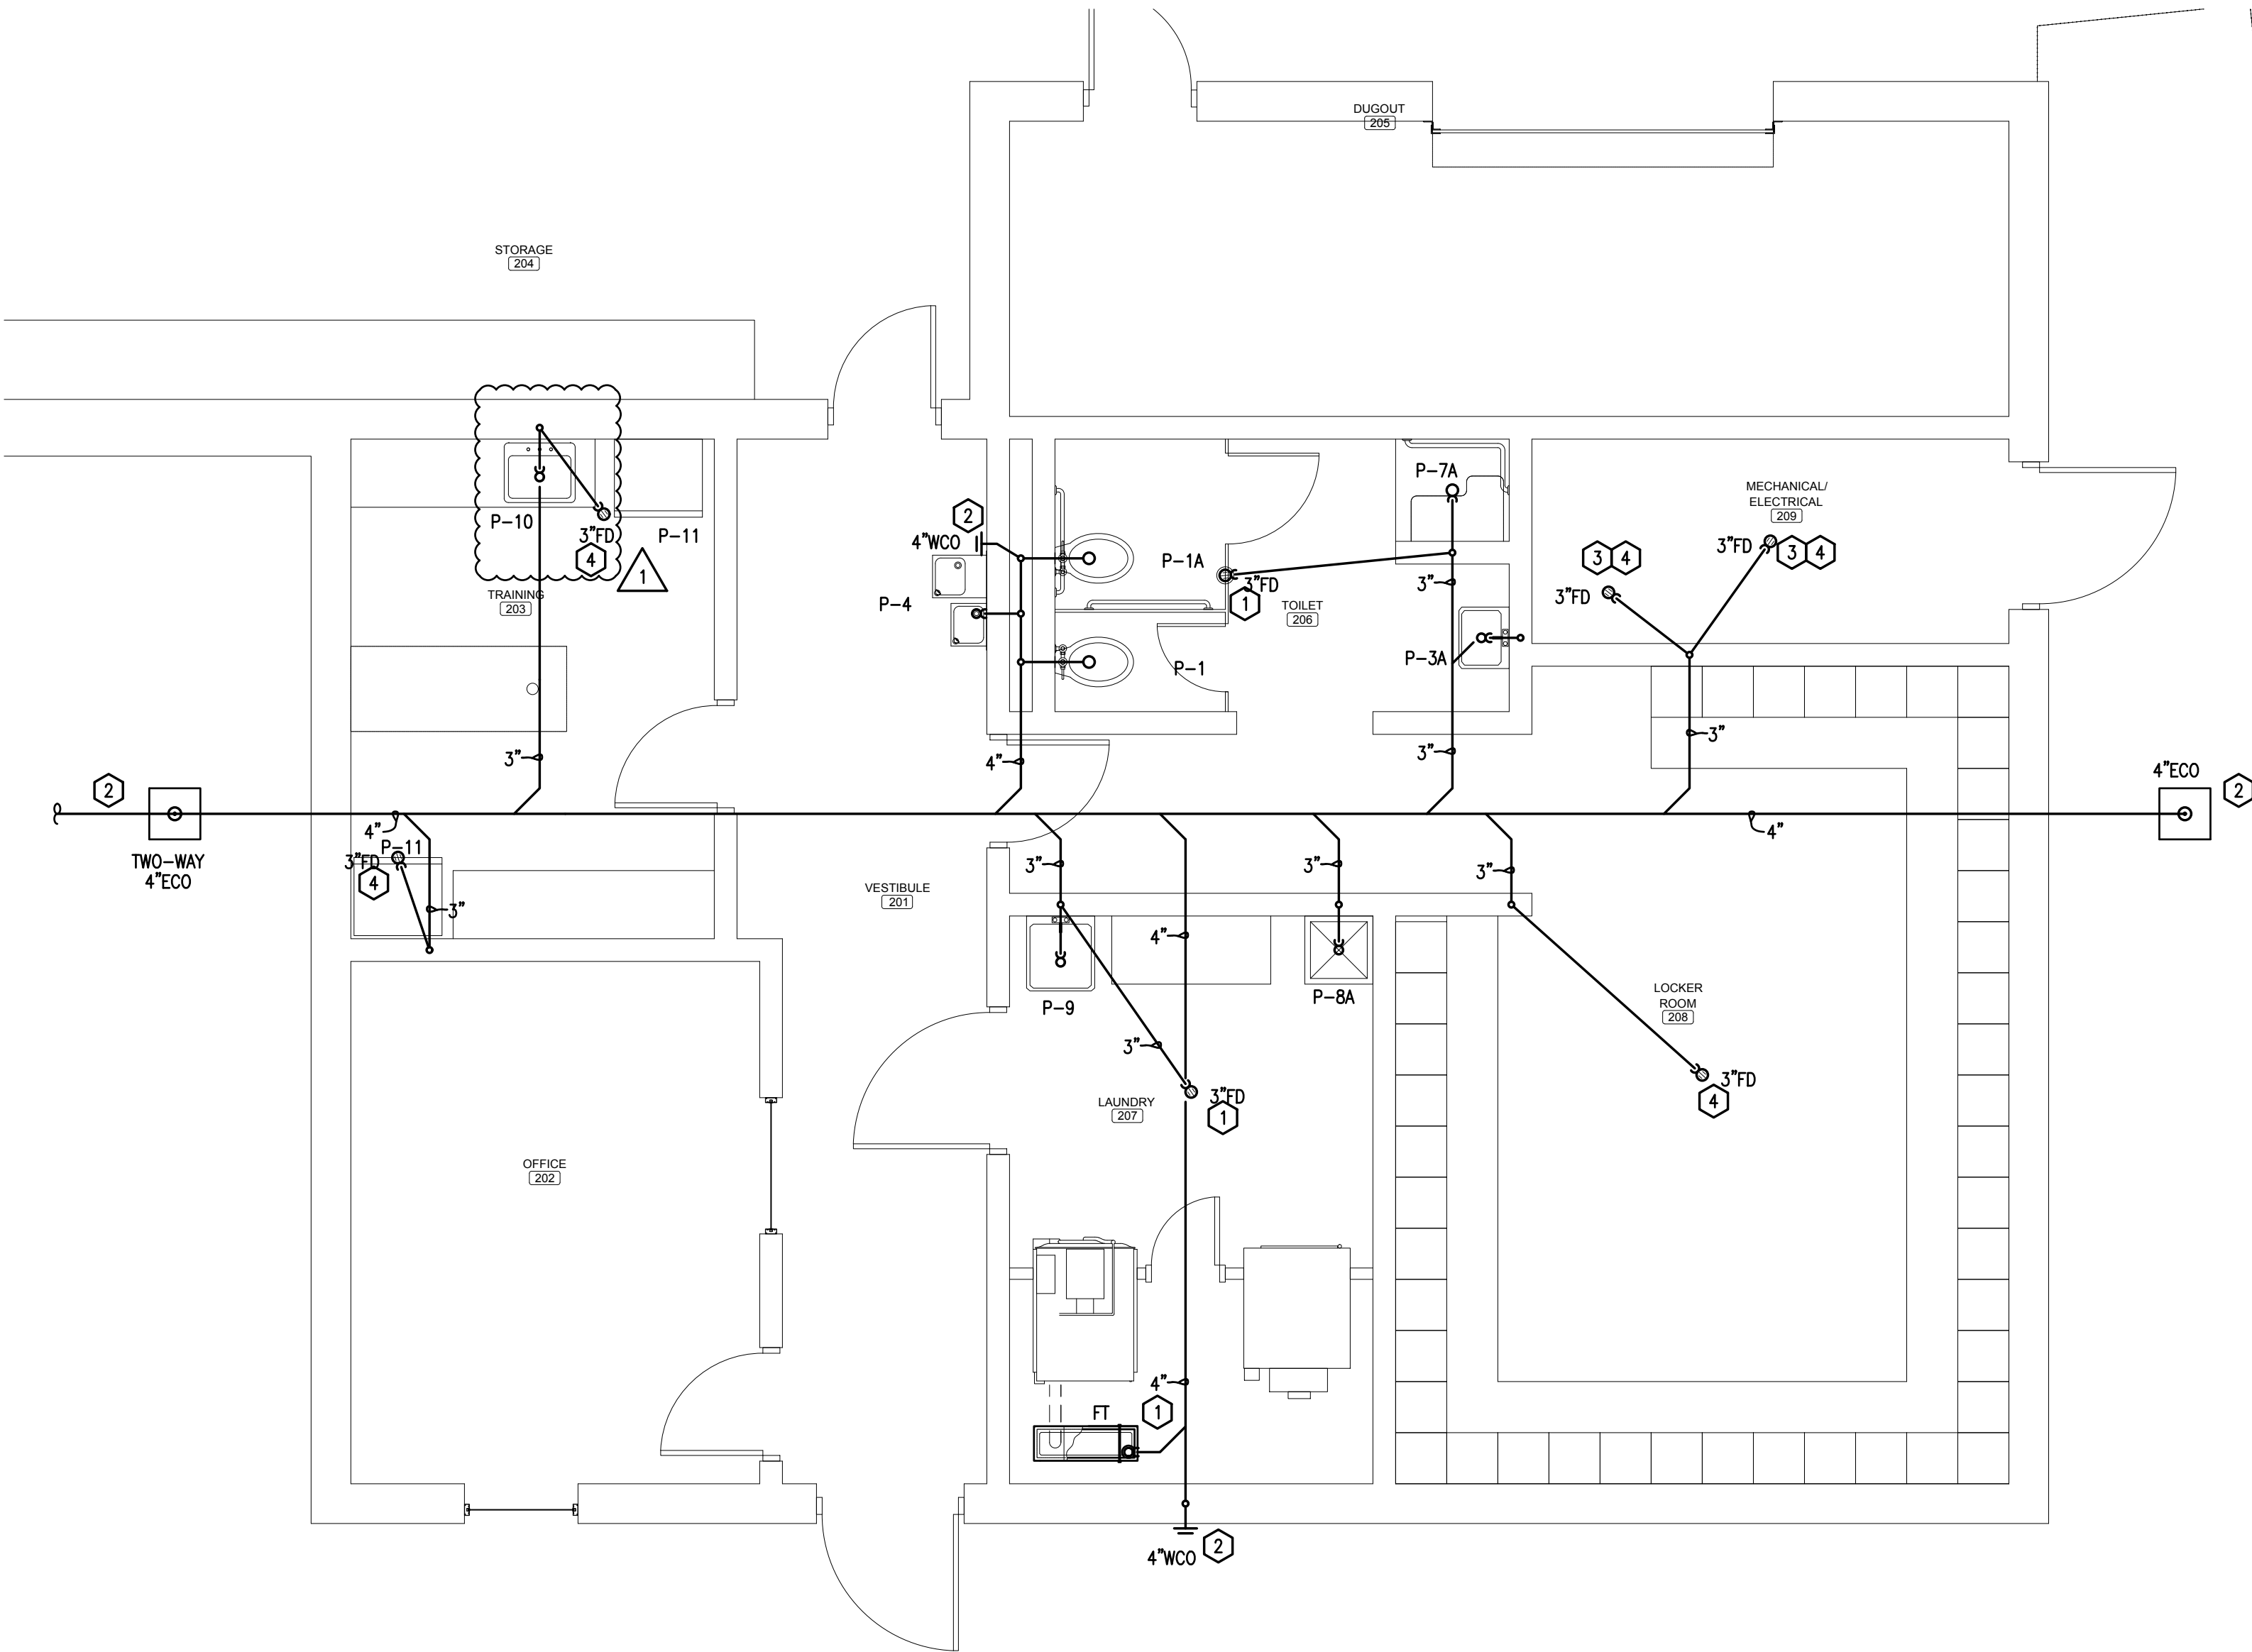 DUGOUT
205
STORAGE
204
P-7A
MECHANICAL/
ELECTRICAL
209
P-10
3"FD
4
P-11
1
2
4"WCO
P-1A
3"FD
1
3 4
3"FD
3"FD
3 4
TRAINING
203
P-4
TOILET
206
3"
P-3A
P-1
3"
4"
3"
3"
2
TWO-WAY
4"ECO
4"
P-11
3"FD
4
3"
4"ECO
2
4"
VESTIBULE
201
3"
3"
3"
4"
P-9
P-8A
3"
3"FD
1
LAUNDRY
207
LOCKER
ROOM
208
3"FD
4
OFFICE
202
4"
FT
1
4"WCO
2